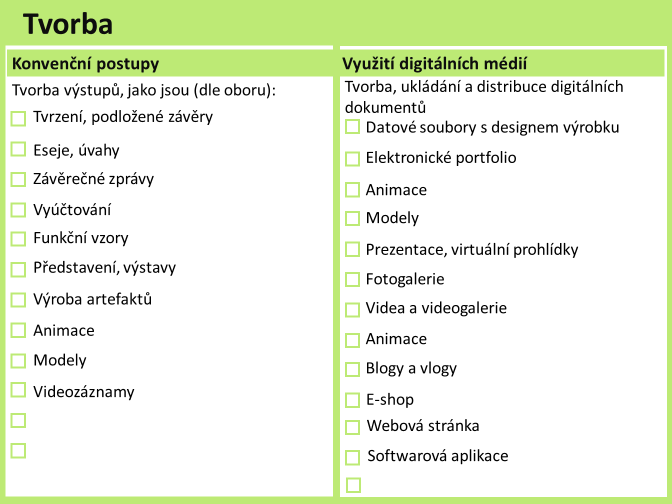 Tvorba
Konvenční postupy
Tvorba výstupů, jako jsou (dle oboru):
Tvrzení, podložené závěry
Eseje, úvahy
Závěrečné zprávy
Vyúčtování
Funkční vzory
Představení, výstavy
Výroba artefaktů
Animace
Modely
Videozáznamy
Využití digitálních médií
Tvorba, ukládání a distribuce digitálních
dokumentů
Datové soubory s designem výrobku
Elektronické portfolio
Animace
Modely
Prezentace, virtuální prohlídky
Fotogalerie
Videa a videogalerie
Animace
Blogy a vlogy
E-shop
Webová stránka
Softwarová aplikace